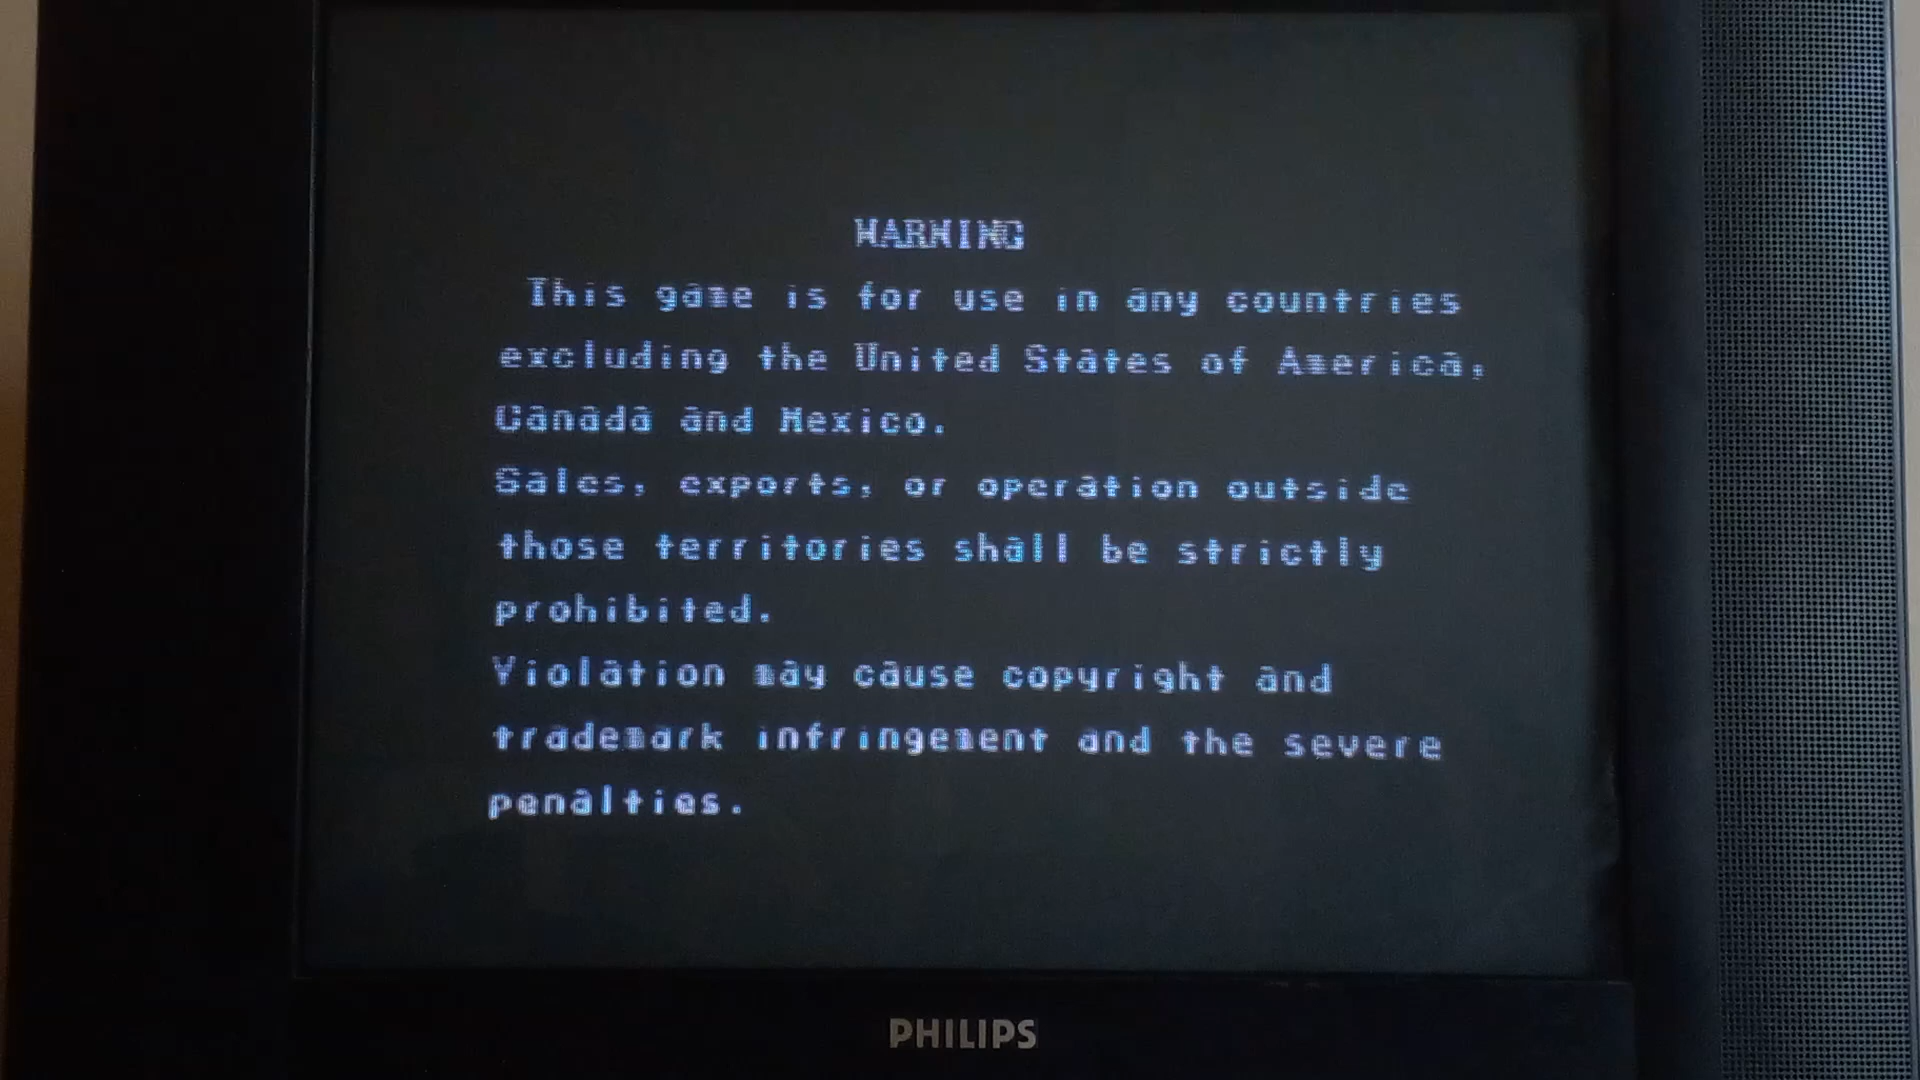 WARNING
This game is for use in any countries
excluding the United States of America,
Canada and Mexico.
Sales, exports, or operation outside
those territories shall be strictly
prohibited.
Violation may cause copyright and
trademark infringement and the severe
penalties.
PHILIPS